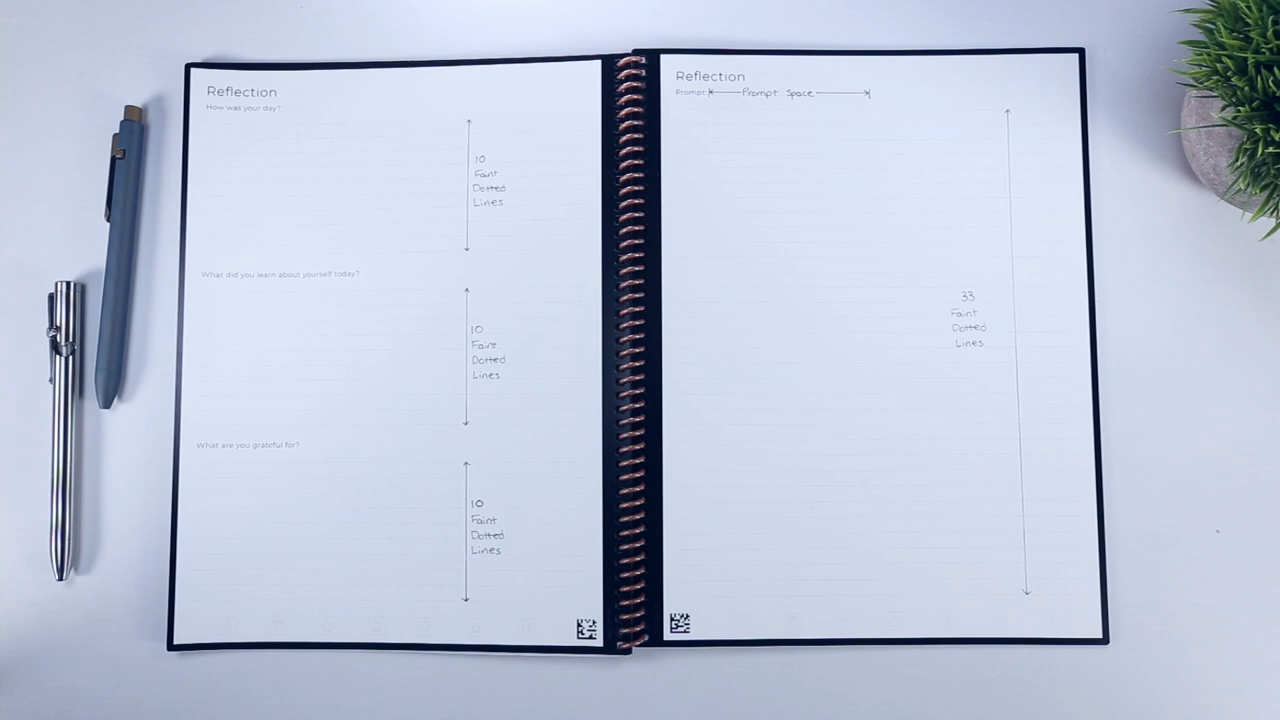 Reflection
How was your day?
10
Faint
Dotted
Lines
What did you learn about yourself today?
10
Faint
Dotted
Lines
What are you grateful for?
10
Faint
Dotted
Lines
Reflection
Prompt: Prompt Space
33
Faint
Dotted
Lines